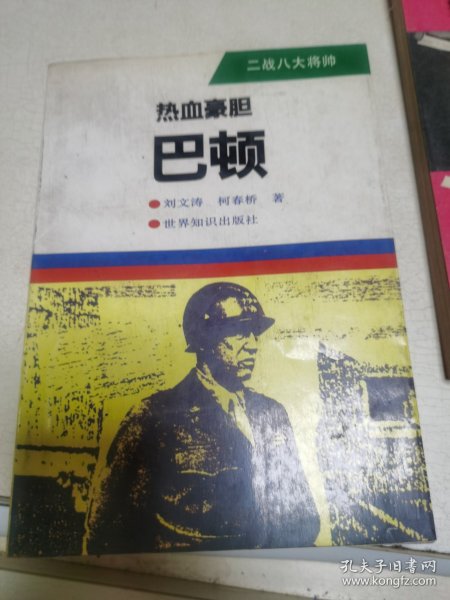 二战八大将帅
热血豪胆
巴顿
●刘文涛 柯春桥 著
●世界知识出版社
孔夫子旧书网
www.kongfz.com